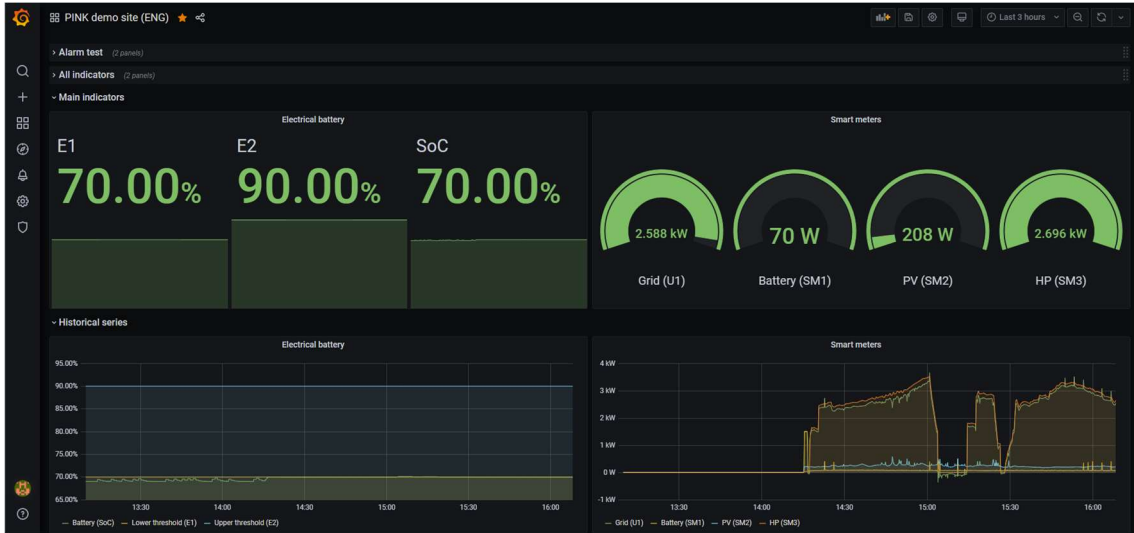 PINK demo site (ENG)
Last 3 hours
Alarm test (2 panels)
All indicators (2 panels)
Main indicators
Electrical battery
E1
70.00%
E2
90.00%
SoC
70.00%
Smart meters
2.588 kW
Grid (U1)
70 W
Battery (SM1)
208 W
PV (SM2)
2.696 kW
HP (SM3)
Historical series
Electrical battery
95.00%
90.00%
85.00%
80.00%
75.00%
70.00%
65.00%
13:30 14:00 14:30 15:00 15:30 16:00
Battery (SoC) Lower threshold (E1) Upper threshold (E2)
Smart meters
4 kW
3 kW
2 kW
1 kW
0 W
-1 kW
13:30 14:00 14:30 15:00 15:30 16:00
Grid (U1) Battery (SM1) PV (SM2) HP (SM3)